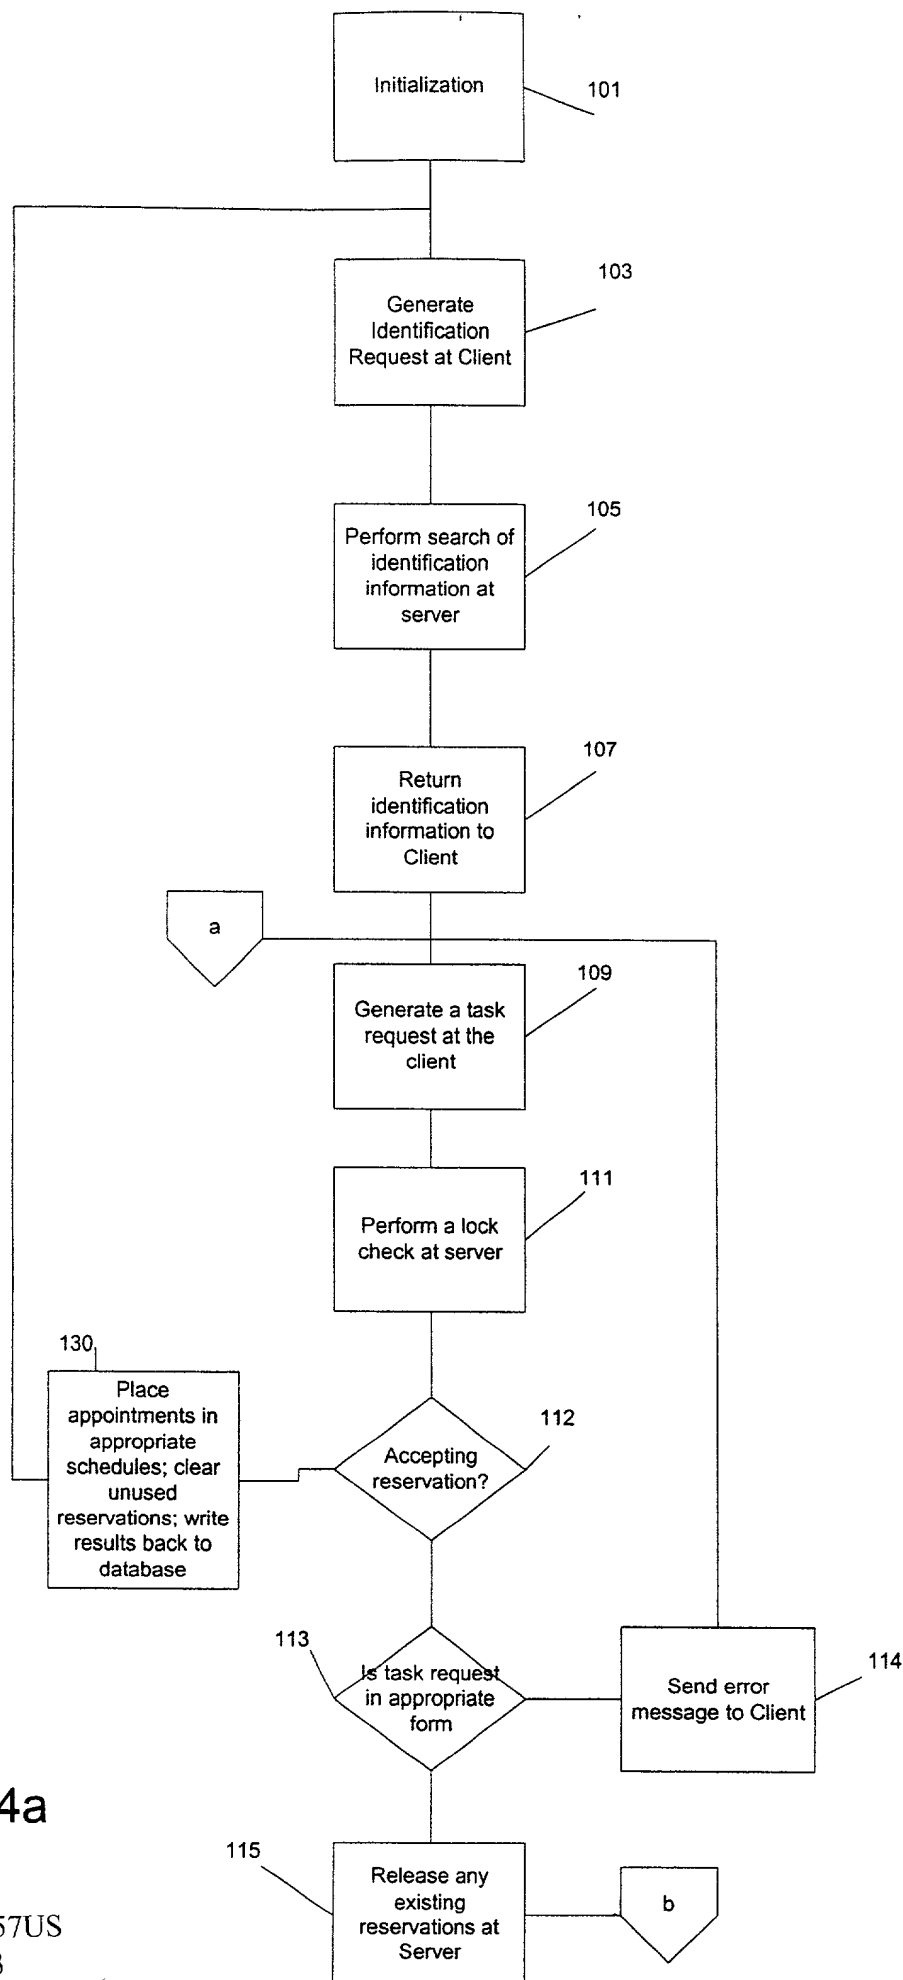 Initialization
101
103
Generate
Identification
Request at Client
105
Perform search of
identification
information at
server
107
Return
identification
information to
Client
a
109
Generate a task
request at the
client
111
Perform a lock
check at server
130
Place
appointments in
appropriate
schedules; clear
unused
reservations; write
results back to
database
112
Accepting
reservation?
113
Is task request
in appropriate
form
114
Send error
message to Client
4a
115
Release any
existing
reservations at
Server
b
57US